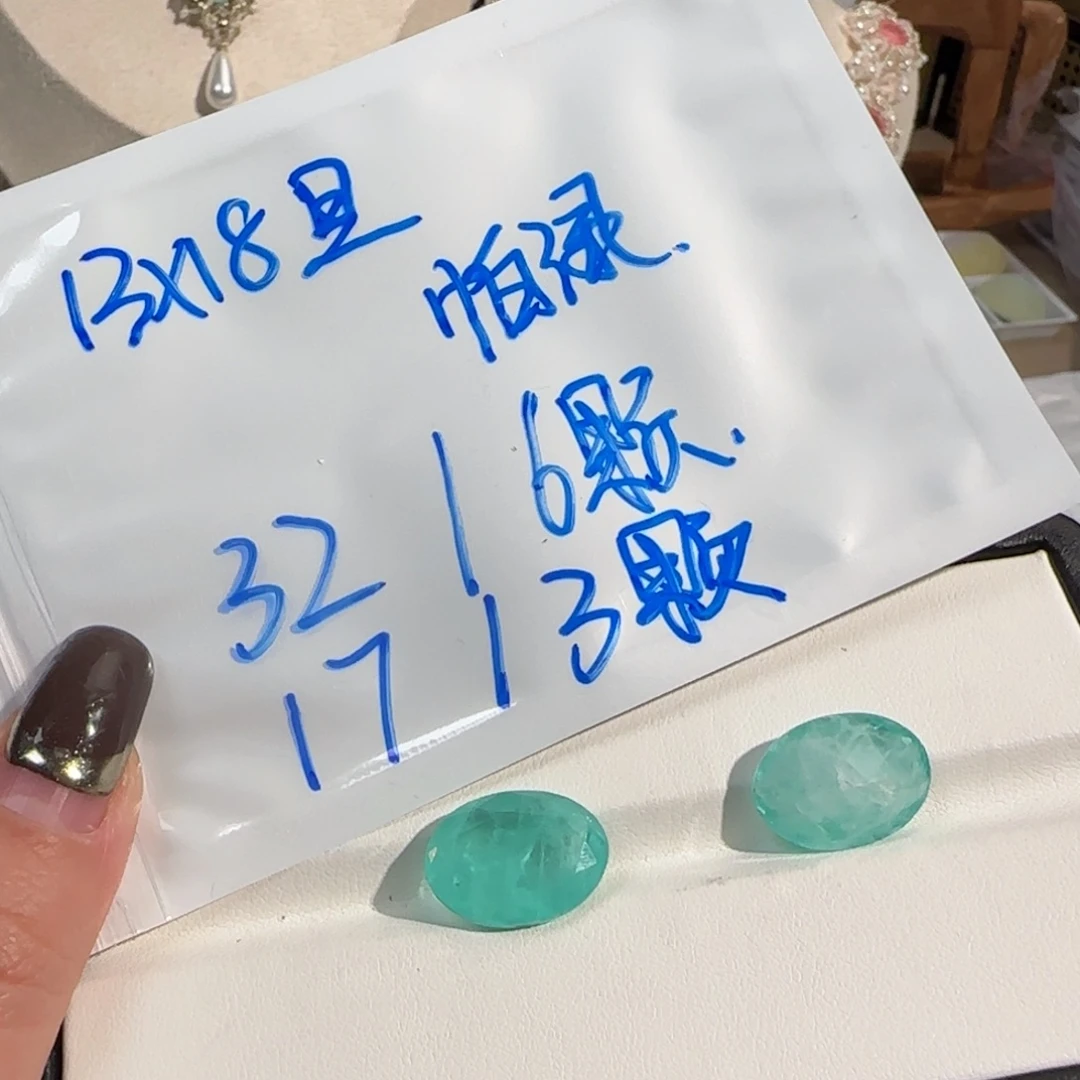 13x18旦
帕绿.
32 | 6颗.
17 | 3颗